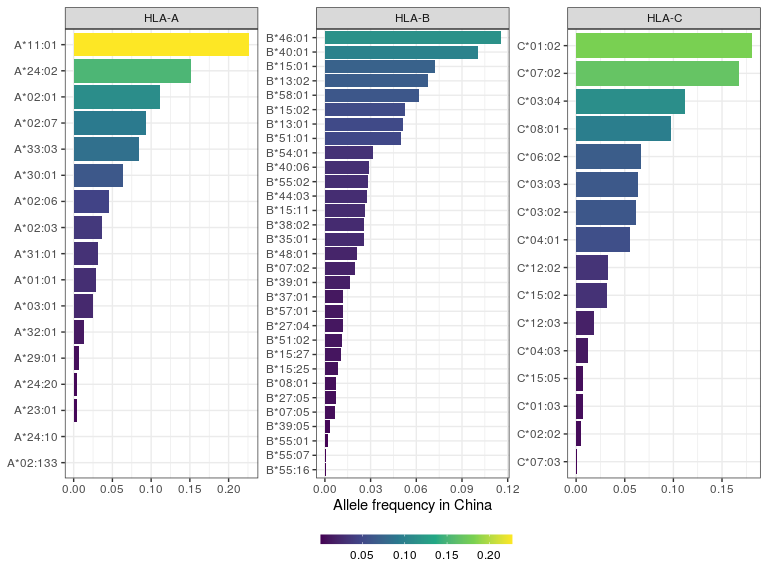 HLA-A
A*11:01
A*24:02
A*02:01
A*02:07
A*33:03
A*30:01
A*02:06
A*02:03
A*31:01
A*01:01
A*03:01
A*32:01
A*29:01
A*24:20
A*23:01
A*24:10
A*02:133
0.00 0.05 0.10 0.15 0.20
HLA-B
B*46:01
B*40:01
B*15:01
B*13:02
B*58:01
B*15:02
B*13:01
B*51:01
B*54:01
B*40:06
B*55:02
B*44:03
B*15:11
B*38:02
B*35:01
B*48:01
B*07:02
B*39:01
B*37:01
B*57:01
B*27:04
B*51:02
B*15:27
B*15:25
B*08:01
B*27:05
B*07:05
B*39:05
B*55:01
B*55:07
B*55:16
0.00 0.03 0.06 0.09 0.12
HLA-C
C*01:02
C*07:02
C*03:04
C*08:01
C*06:02
C*03:03
C*03:02
C*04:01
C*12:02
C*15:02
C*12:03
C*04:03
C*15:05
C*01:03
C*02:02
C*07:03
0.00 0.05 0.10 0.15
Allele frequency in China
0.05 0.10 0.15 0.20